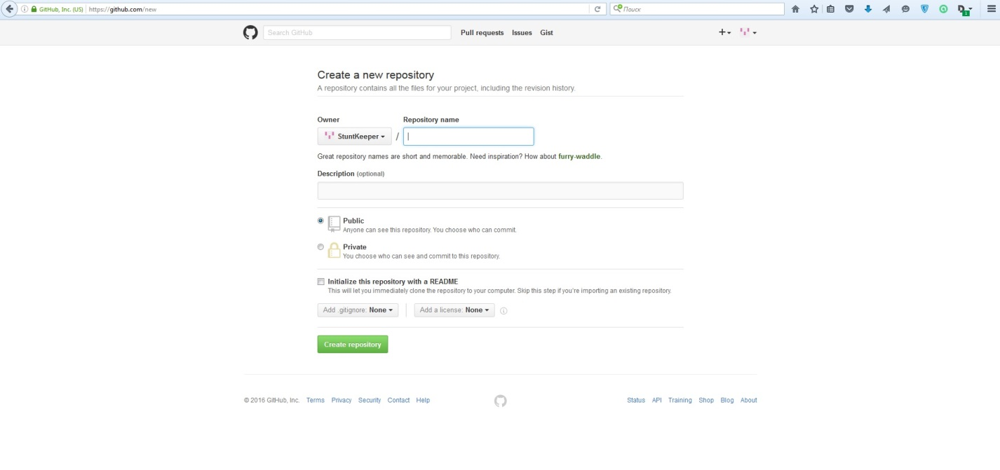 GitHub, Inc. (US) https://github.com/new Поиск
1
Search GitHub Pull requests Issues Gist
Create a new repository
A repository contains all the files for your project, including the revision history.
Owner Repository name
StuntKeeper /
Great repository names are short and memorable. Need inspiration? How about furry-waddle.
Description (optional)
Public
Anyone can see this repository. You choose who can commit.
Private
You choose who can see and commit to this repository.
Initialize this repository with a README
This will let you immediately clone the repository to your computer. Skip this step if you're importing an existing repository.
Add .gitignore: None Add a license: None
Create repository
© 2016 GitHub, Inc. Terms Privacy Security Contact Help Status API Training Shop Blog About